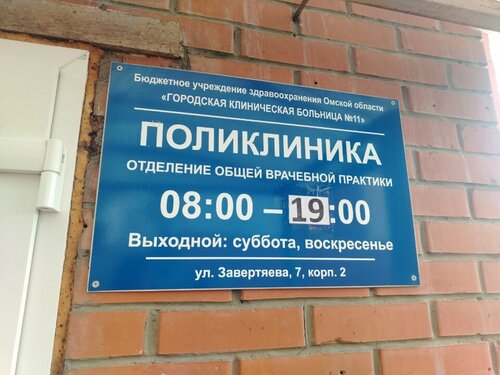 Бюджетное учреждение здравоохранения Омской области
«ГОРОДСКАЯ КЛИНИЧЕСКАЯ БОЛЬНИЦА №11»
ПОЛИКЛИНИКА
ОТДЕЛЕНИЕ ОБЩЕЙ ВРАЧЕБНОЙ ПРАКТИКИ
08:00 – 19:00
Выходной: суббота, воскресенье
ул. Завертяева, 7, корп. 2